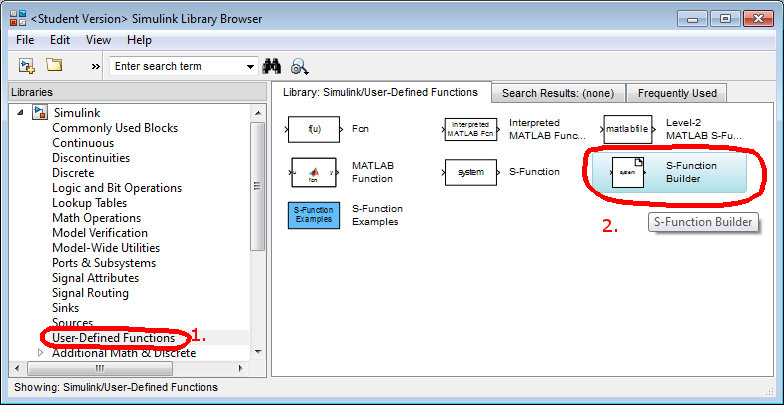 <Student Version> Simulink Library Browser
File Edit View Help
» Enter search term
Libraries
Library: Simulink/User-Defined Functions Search Results: (none) Frequently Used
Simulink
Commonly Used Blocks
Continuous
Discontinuities
Discrete
Logic and Bit Operations
Lookup Tables
Math Operations
Model Verification
Model-Wide Utilities
Ports & Subsystems
Signal Attributes
Signal Routing
Sinks
Sources
User-Defined Functions 1.
Additional Math & Discrete
f(u) Fcn
Interpreted
MATLAB Fcn
Interpreted
MATLAB Func...
matlabfile
Level-2
MATLAB S-Fu...
u fcn y
MATLAB
Function
system S-Function
system
S-Function
Builder
S-Function
Examples
S-Function
Examples
2.
S-Function Builder
Showing: Simulink/User-Defined Functions